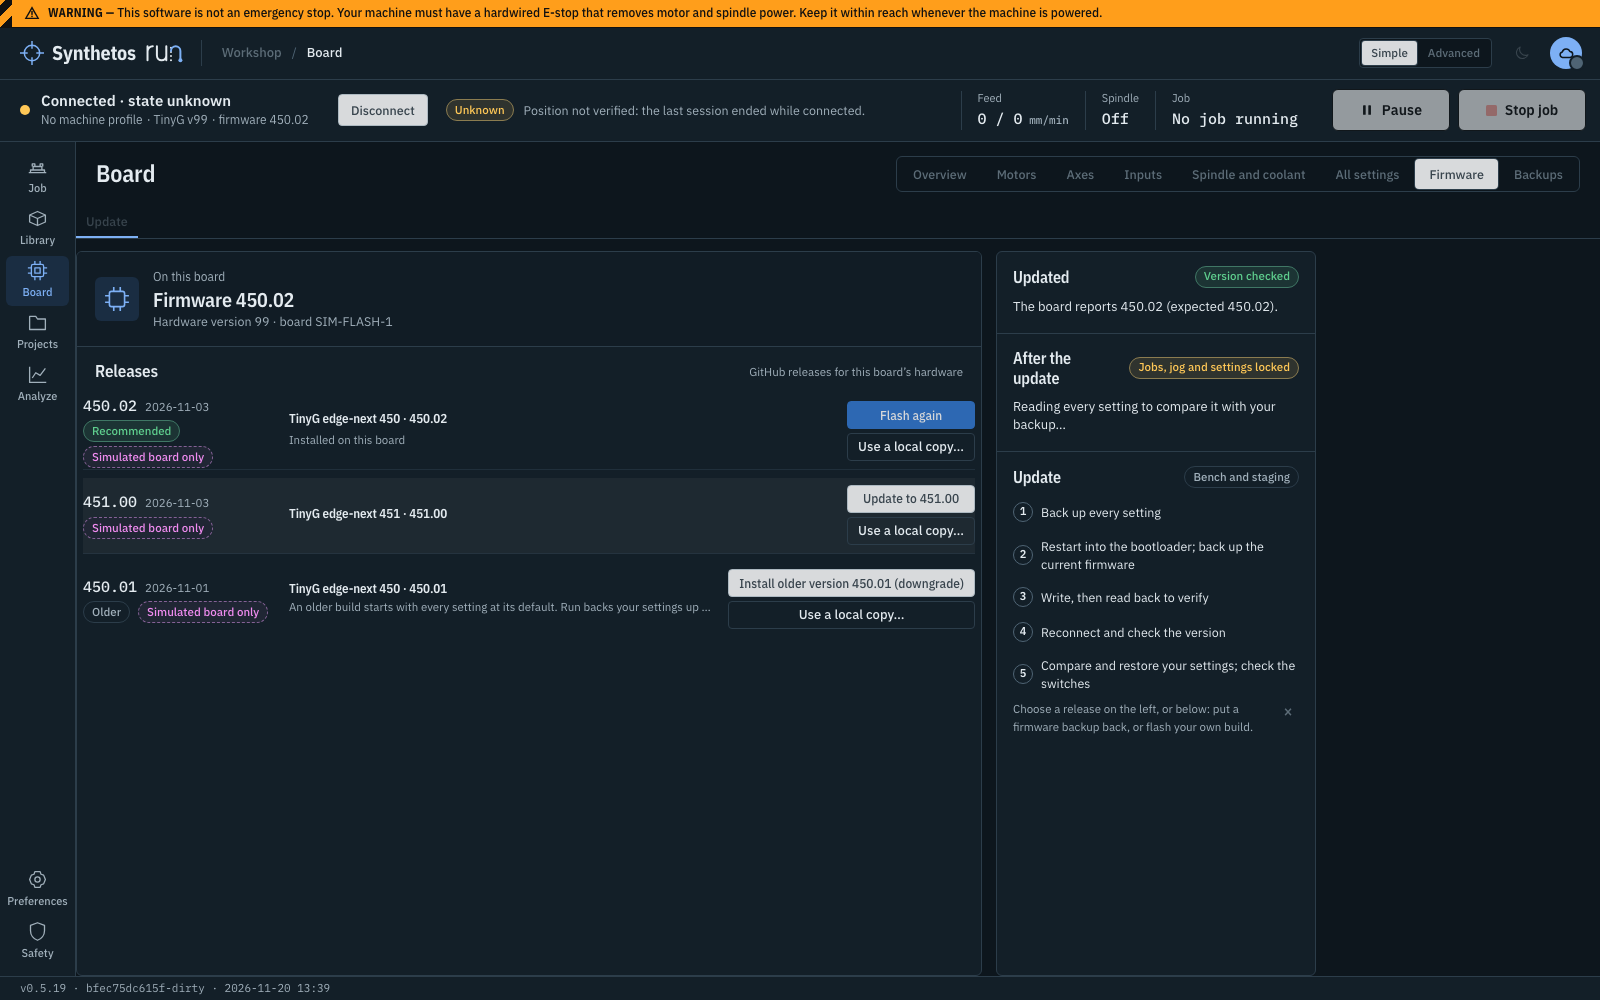 WARNING — This software is not an emergency stop. Your machine must have a hardwired E-stop that removes motor and spindle power. Keep it within reach whenever the machine is powered.
Synthetos run
Workshop / Board
Simple Advanced
Connected · state unknown
No machine profile · TinyG v99 · firmware 450.02
Disconnect
Unknown
Position not verified: the last session ended while connected.
Feed
0 / 0 mm/min
Spindle
Off
Job
No job running
Pause
Stop job
Job
Library
Board
Projects
Analyze
Preferences
Safety
Board
Overview Motors Axes Inputs Spindle and coolant All settings Firmware Backups
Update
On this board
Firmware 450.02
Hardware version 99 · board SIM-FLASH-1
Releases
GitHub releases for this board's hardware
450.02 2026-11-03
Recommended
Simulated board only
TinyG edge-next 450 · 450.02
Installed on this board
Flash again
Use a local copy...
451.00 2026-11-03
Simulated board only
TinyG edge-next 451 · 451.00
Update to 451.00
Use a local copy...
450.01 2026-11-01
Older Simulated board only
TinyG edge-next 450 · 450.01
An older build starts with every setting at its default. Run backs your settings up ...
Install older version 450.01 (downgrade)
Use a local copy...
Updated
Version checked
The board reports 450.02 (expected 450.02).
After the
update
Jobs, jog and settings locked
Reading every setting to compare it with your
backup...
Update
Bench and staging
1 Back up every setting
2 Restart into the bootloader; back up the
current firmware
3 Write, then read back to verify
4 Reconnect and check the version
5 Compare and restore your settings; check the
switches
Choose a release on the left, or below: put a
firmware backup back, or flash your own build.
×
v0.5.19 · bfec75dc615f-dirty · 2026-11-20 13:39